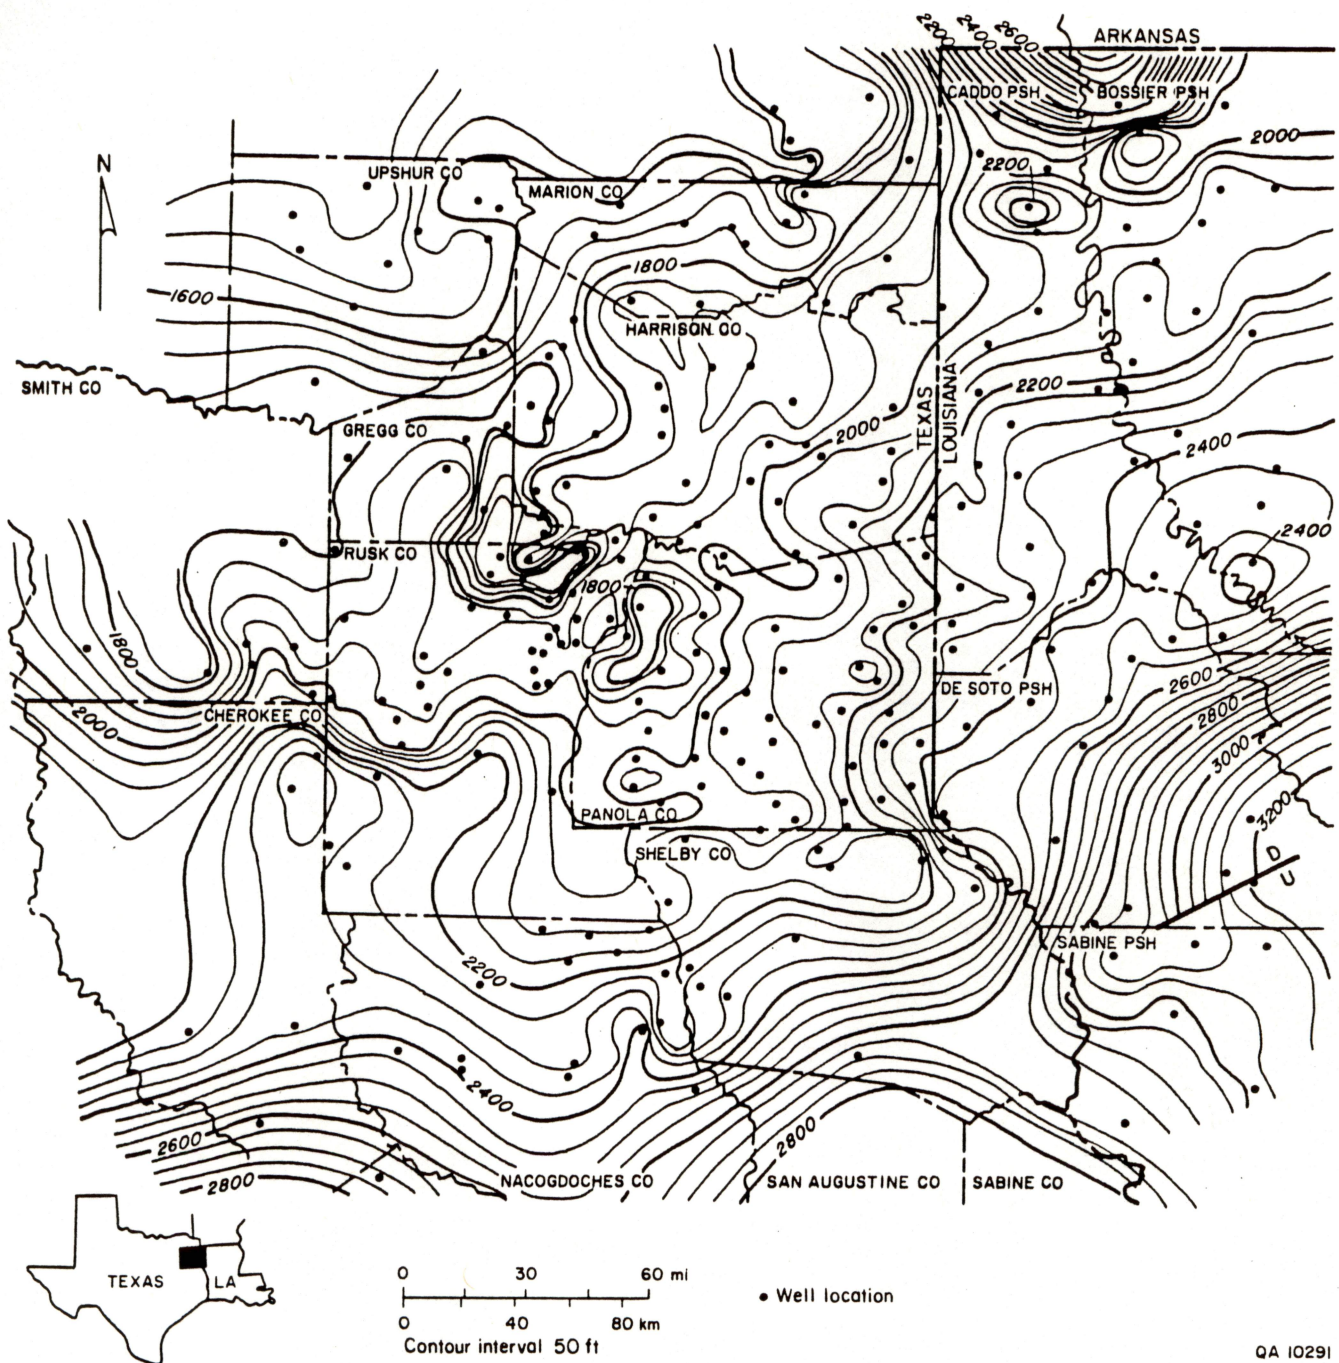 2200
2400
2600
ARKANSAS
CADDO PSH
BOSSIER PSH
2000
N
UPSHUR CO
MARION CO
2200
1800
1600
HARRISON CO
SMITH CO
TEXAS
LOUISIANA
2200
GREGG CO
2000
2400
RUSK CO
2400
1800
1800
2600
DE SOTO PSH
2000
CHEROKEE CO
2800
3000
PANOLA CO
3200
SHELBY CO
D
U
SABINE PSH
2200
2400
2600
2800
2800
NACOGDOCHES CO
SAN AUGUSTINE CO
SABINE CO
TEXAS
LA
0 30 60 mi
0 40 80 km
Contour interval 50 ft
• Well location
QA 10291